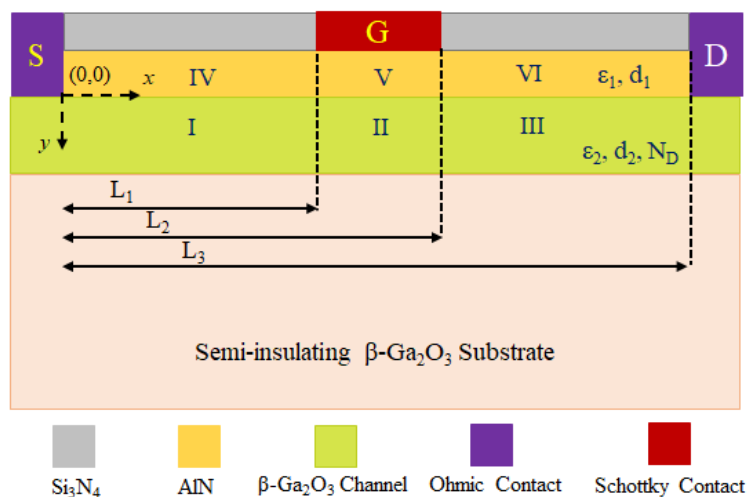 S
G
D
(0,0) x
IV
V
VI
ε₁, d₁
y
I
II
III
ε₂, d₂, N_D
L₁
L₂
L₃
Semi-insulating β-Ga₂O₃ Substrate
Si₃N₄
AlN
β-Ga₂O₃ Channel
Ohmic Contact
Schottky Contact